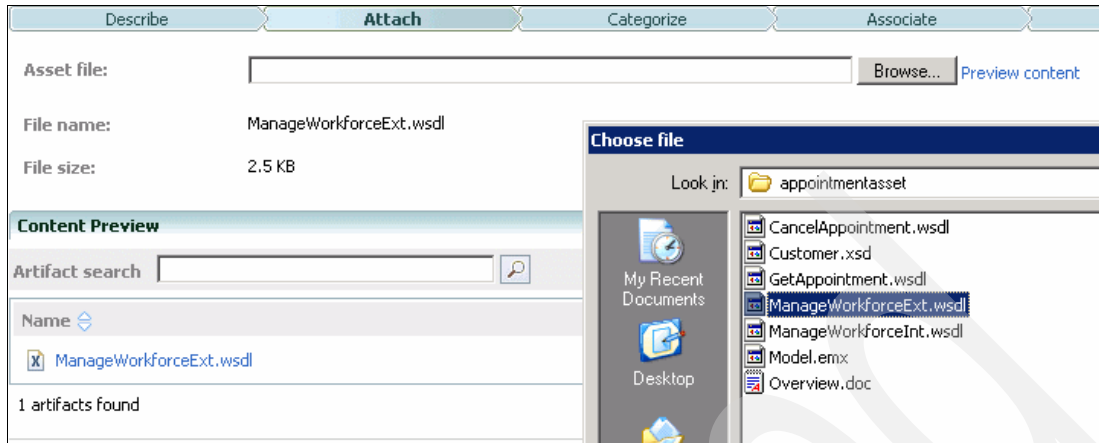 Describe Attach Categorize Associate
Asset file: Browse... Preview content
File name: ManageWorkforceExt.wsdl
File size: 2.5 KB
Content Preview
Artifact search
Name
ManageWorkforceExt.wsdl
1 artifacts found
Choose file
Look in: appointmentasset
My Recent
Documents
Desktop
CancelAppointment.wsdl
Customer.xsd
GetAppointment.wsdl
ManageWorkforceExt.wsdl
ManageWorkforceInt.wsdl
Model.emx
Overview.doc